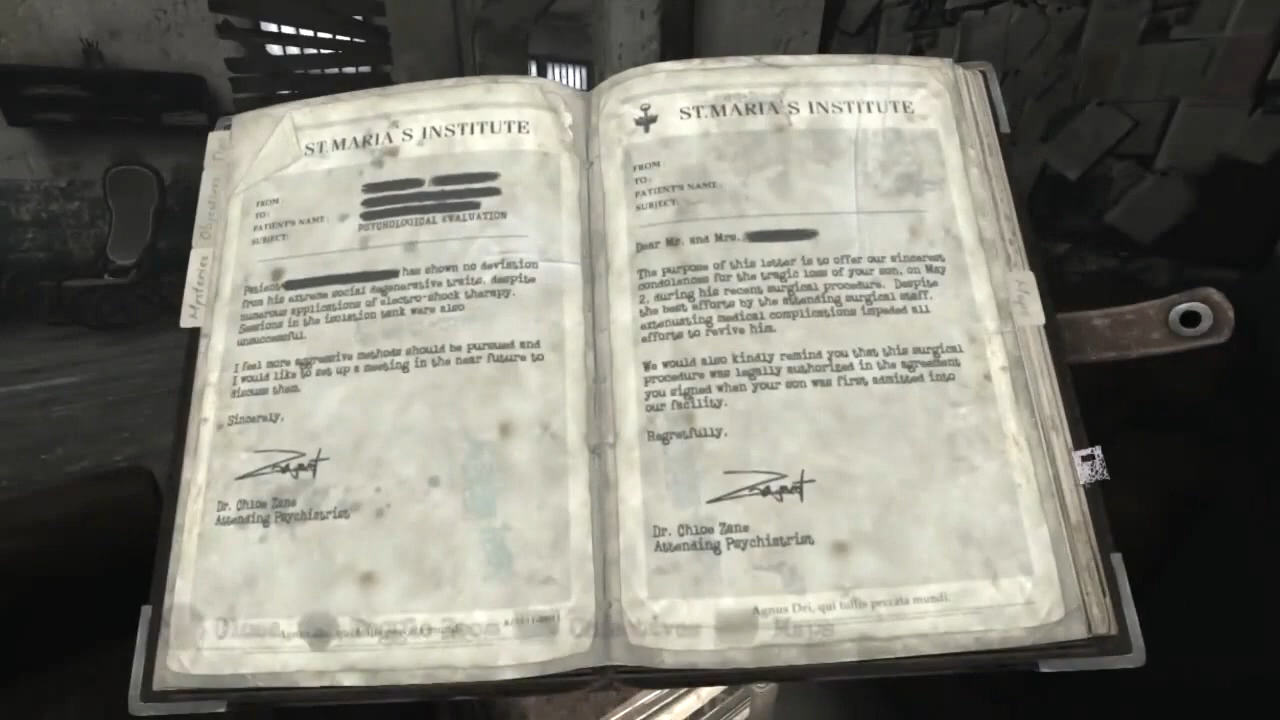 ST.MARIA'S INSTITUTE
FROM:
TO:
PATIENT'S NAME:
SUBJECT: PSYCHOLOGICAL EVALUATION
Patient has shown no deviation
from his extreme social degenerative traits, despite
numerous applications of electro-shock therapy.
Sessions in the isolation tank were also
unsuccessful.
I feel more aggressive methods should be pursued and
I would like to set up a meeting in the near future to
discuss them.
Sincerely,
Dr. Chloe Zane
Attending Psychistrist
Mysteries
Objectives
ST.MARIA'S INSTITUTE
FROM:
TO:
PATIENT'S NAME:
SUBJECT:
Dear Mr. and Mrs.
The purpose of this letter is to offer our sincerest
condolences for the tragic loss of your son, on May
2, during his recent surgical procedure. Despite
the best efforts by the attending surgical staff,
extenuating medical complications impeded all
efforts to revive him.
We would also kindly remind you that this surgical
procedure was legally authorized in the agreement
you signed when your son was first admitted into
our facility.
Regretfully,
Dr. Chloe Zane
Attending Psychistrist
Agnus Dei, qui tollis peccata mundi.
Maps
Objectives
Maps